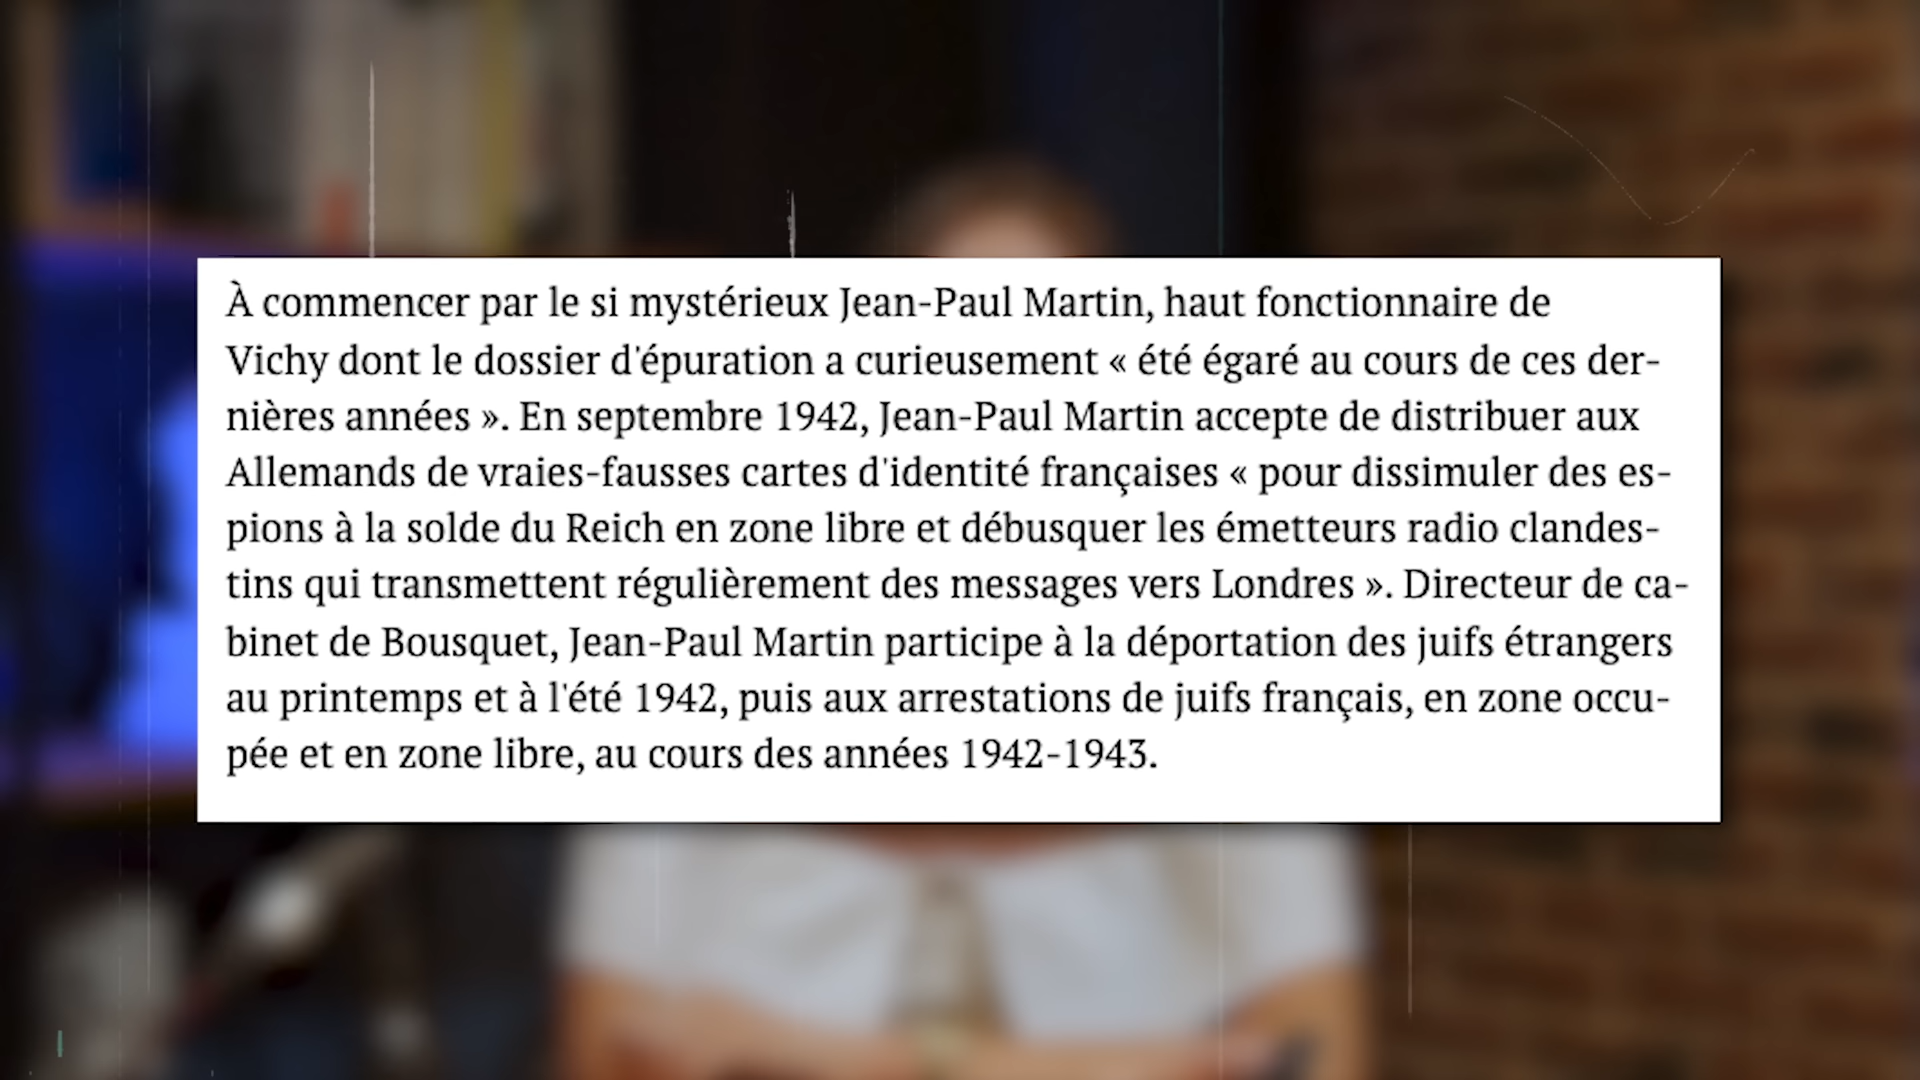 À commencer par le si mystérieux Jean-Paul Martin, haut fonctionnaire de
Vichy dont le dossier d'épuration a curieusement « été égaré au cours de ces der-
nières années ». En septembre 1942, Jean-Paul Martin accepte de distribuer aux
Allemands de vraies-fausses cartes d'identité françaises « pour dissimuler des es-
pions à la solde du Reich en zone libre et débusquer les émetteurs radio clandes-
tins qui transmettent régulièrement des messages vers Londres ». Directeur de ca-
binet de Bousquet, Jean-Paul Martin participe à la déportation des juifs étrangers
au printemps et à l'été 1942, puis aux arrestations de juifs français, en zone occu-
pée et en zone libre, au cours des années 1942-1943.